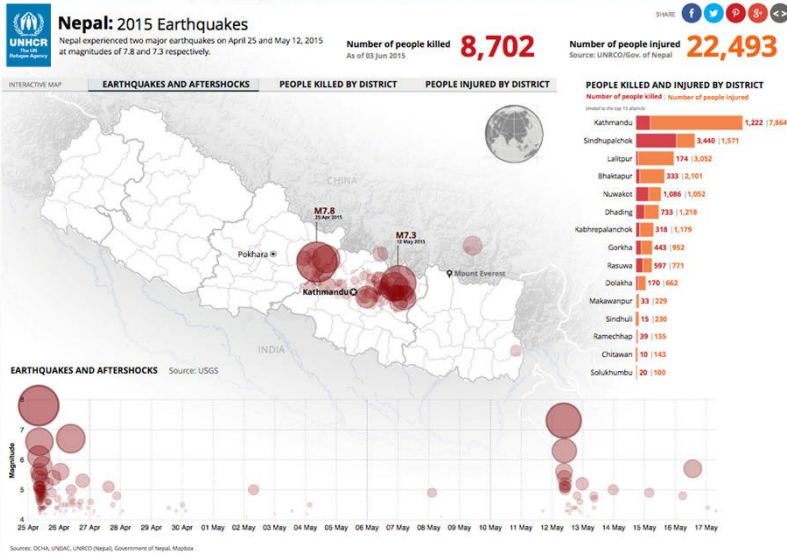 UNHCR
The UN
Refugee Agency
Nepal: 2015 Earthquakes
Nepal experienced two major earthquakes on April 25 and May 12, 2015
at magnitudes of 7.8 and 7.3 respectively.
Number of people killed
As of 03 Jun 2015
8,702
SHARE
Number of people injured
Source: UNRCO/Gov. of Nepal
22,493
INTERACTIVE MAP
EARTHQUAKES AND AFTERSHOCKS
PEOPLE KILLED BY DISTRICT
PEOPLE INJURED BY DISTRICT
CHINA
M7.8
25 Apr 2015
M7.3
12 May 2015
Pokhara
Mount Everest
Kathmandu
INDIA
PEOPLE KILLED AND INJURED BY DISTRICT
Number of people killed | Number of people injured
limited to the top 15 districts
Kathmandu 1,222 | 7,864
Sindhupalchok 3,440 | 1,571
Lalitpur 174 | 3,052
Bhaktapur 333 | 2,101
Nuwakot 1,086 | 1,052
Dhading 733 | 1,218
Kabhrepalanchok 318 | 1,179
Gorkha 443 | 952
Rasuwa 597 | 771
Dolakha 170 | 662
Makawanpur 33 | 229
Sindhuli 15 | 230
Ramechhap 39 | 135
Chitawan 10 | 143
Solukhumbu 20 | 100
EARTHQUAKES AND AFTERSHOCKS Source: USGS
Magnitude
8
7
6
5
4
25 Apr 26 Apr 27 Apr 28 Apr 29 Apr 30 Apr 01 May 02 May 03 May 04 May 05 May 06 May 07 May 08 May 09 May 10 May 11 May 12 May 13 May 14 May 15 May 16 May 17 May
Sources: OCHA, UNDAC, UNRCO (Nepal), Government of Nepal, Mapbox